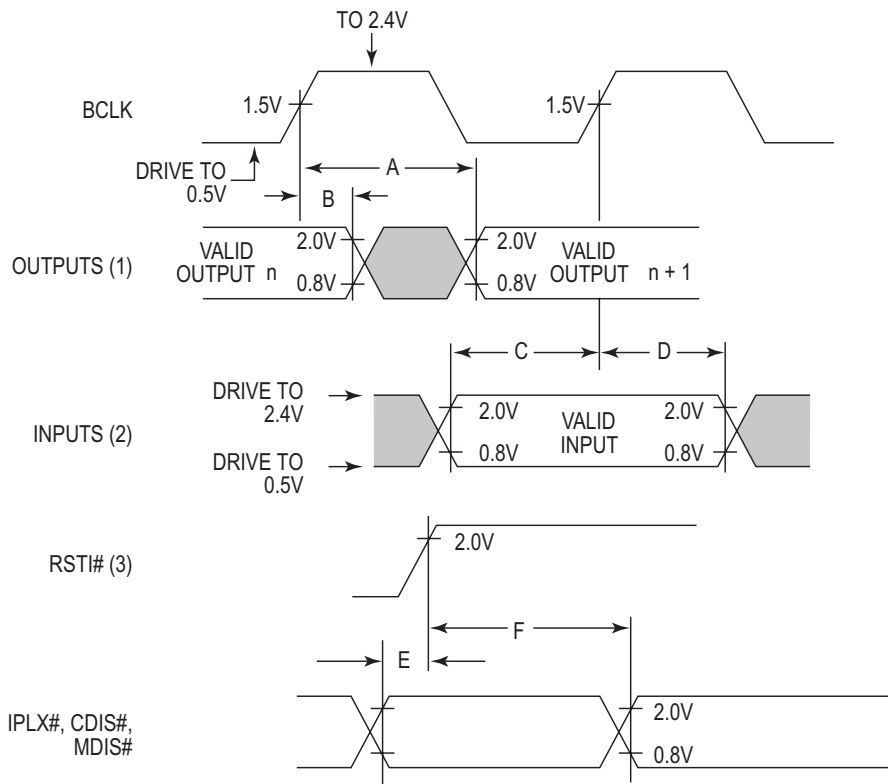 TO 2.4V
BCLK
1.5V
1.5V
DRIVE TO
0.5V
A
B
OUTPUTS (1)
VALID
OUTPUT n
2.0V
0.8V
2.0V
0.8V
VALID
OUTPUT n + 1
C
D
INPUTS (2)
DRIVE TO
2.4V
DRIVE TO
0.5V
2.0V
0.8V
VALID
INPUT
2.0V
0.8V
RSTI# (3)
2.0V
F
E
IPLX#, CDIS#,
MDIS#
2.0V
0.8V